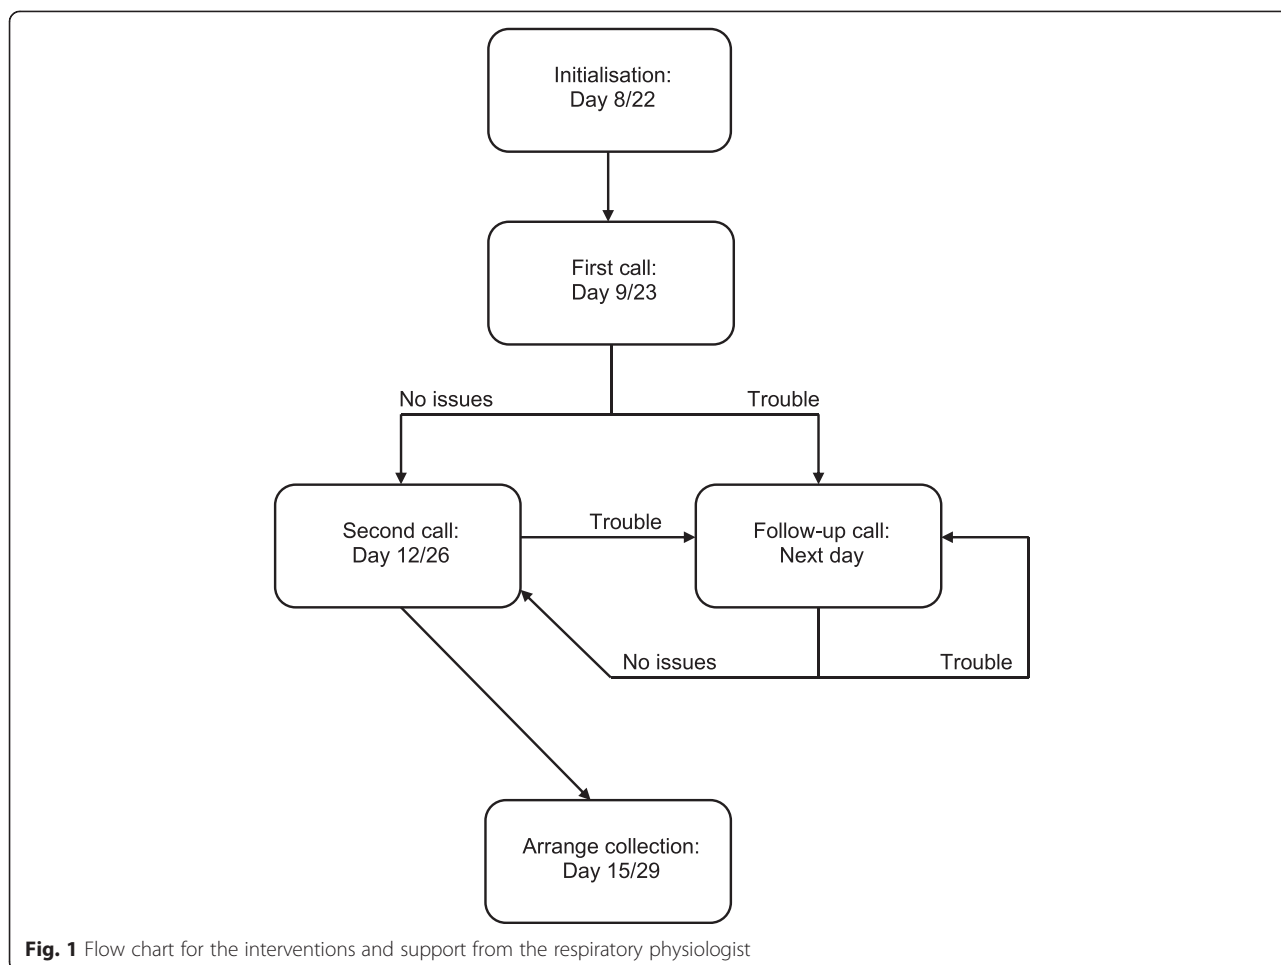 Initialisation:
Day 8/22
First call:
Day 9/23
No issues
Trouble
Second call:
Day 12/26
Trouble
Follow-up call:
Next day
No issues
Trouble
Arrange collection:
Day 15/29
Fig. 1 Flow chart for the interventions and support from the respiratory physiologist